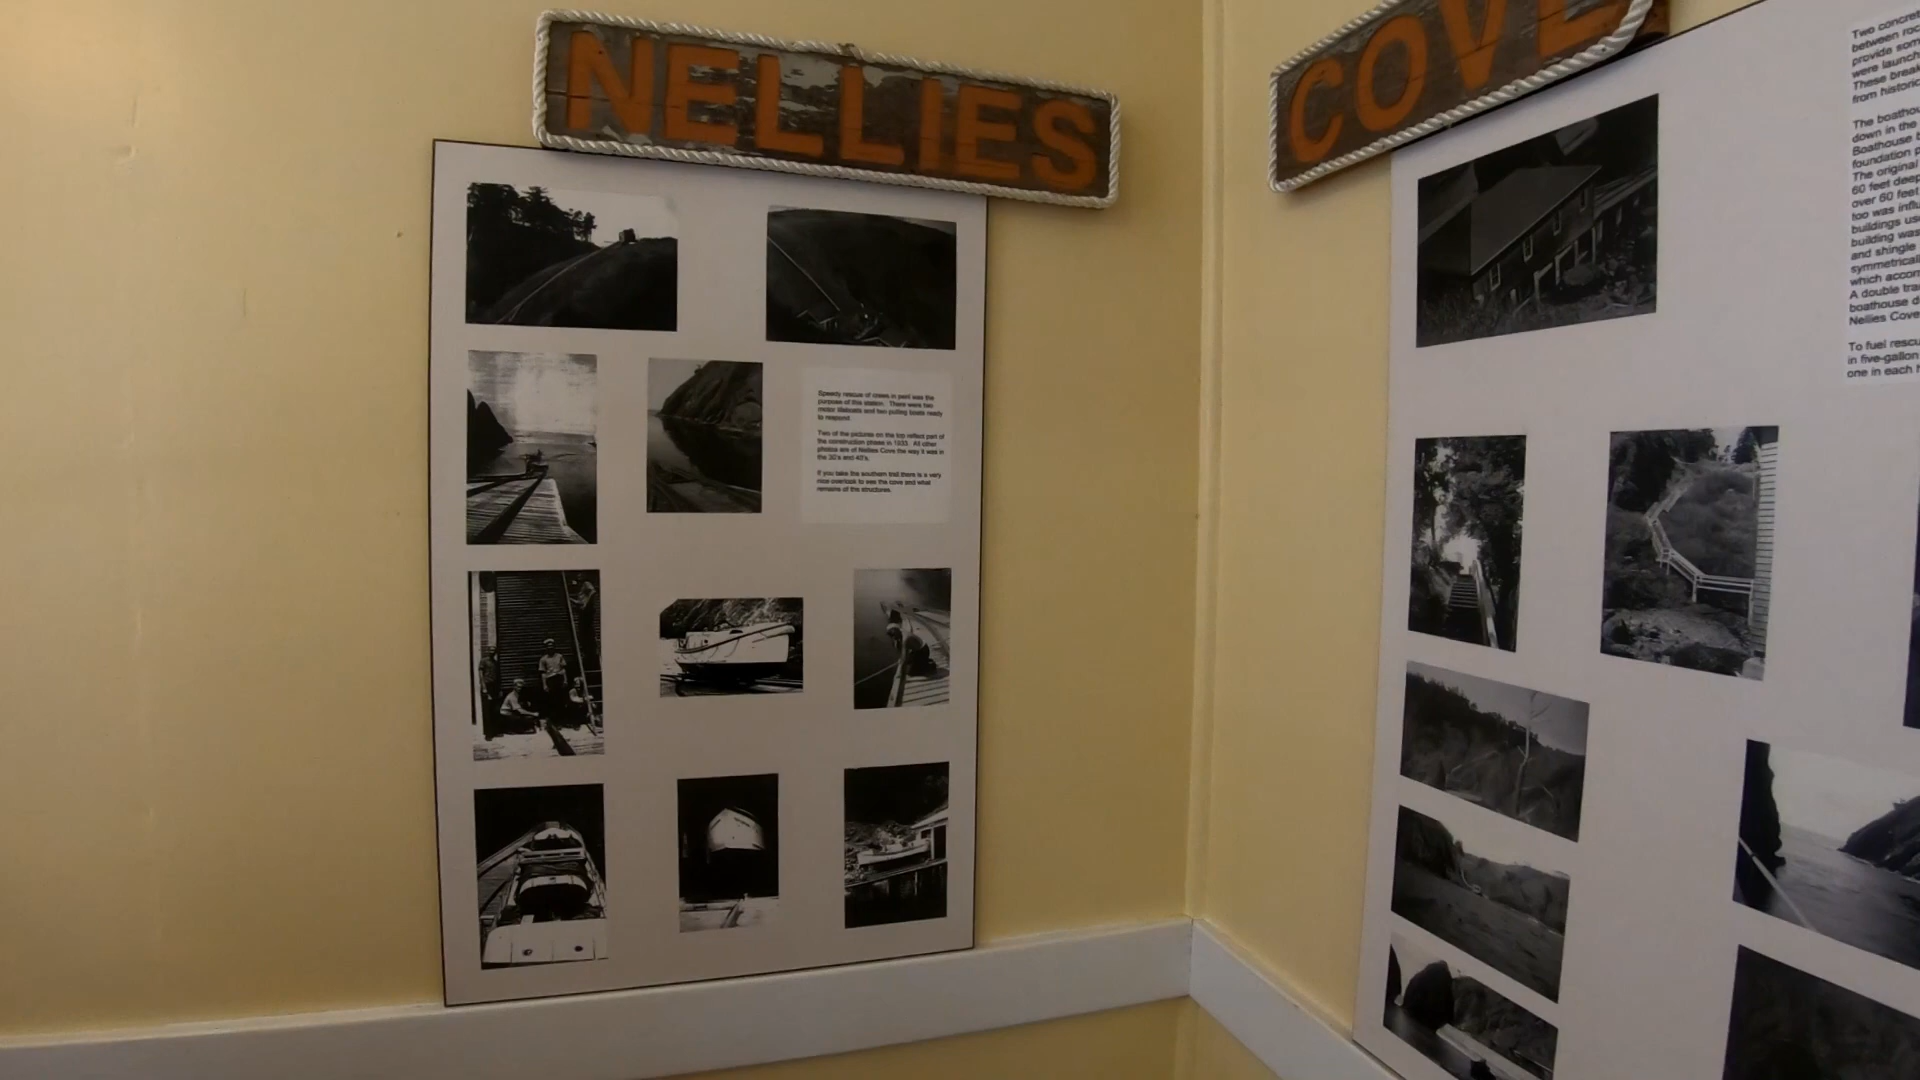 NELLIES
COVE
Speedy rescue of crews in peril was the
purpose of this station. There were two
motor lifeboats and two pulling boats ready
to respond.
Two of the pictures on the top reflect part of
the construction phase in 1933. All other
photos are of Nellies Cove the way it was in
the 30's and 40's.
If you take the southern trail there is a very
nice overlook to see the cove and what
remains of the structures.
Two concret
between roc
provide som
were launch
These break
from historic
The boathou
down in the
Boathouse b
foundation p
The original
60 feet deep
over 60 feet
too was influ
buildings us
building was
and shingle
symmetrical
which accom
A double tra
boathouse d
Nellies Cove
To fuel rescu
in five-gallon
one in each h